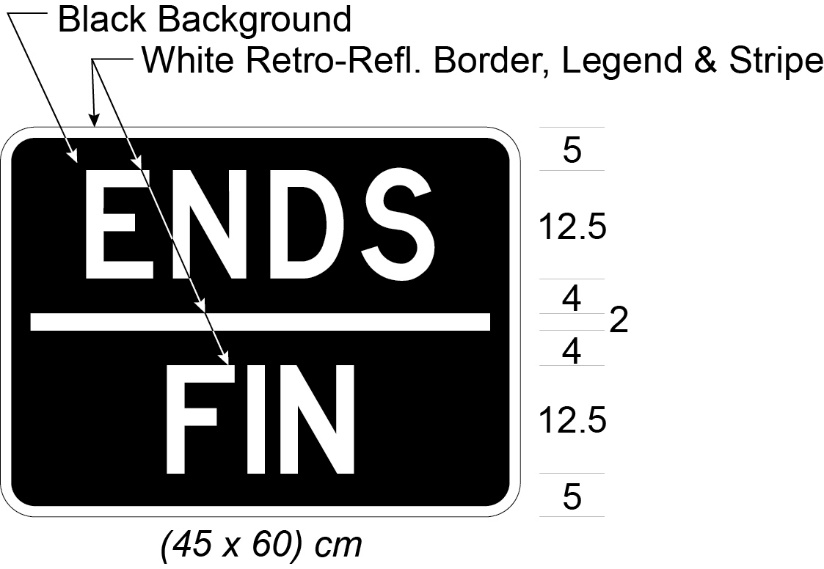 Black Background
White Retro-Refl. Border, Legend & Stripe
ENDS
FIN
5
12.5
4
2
4
12.5
5
(45 x 60) cm